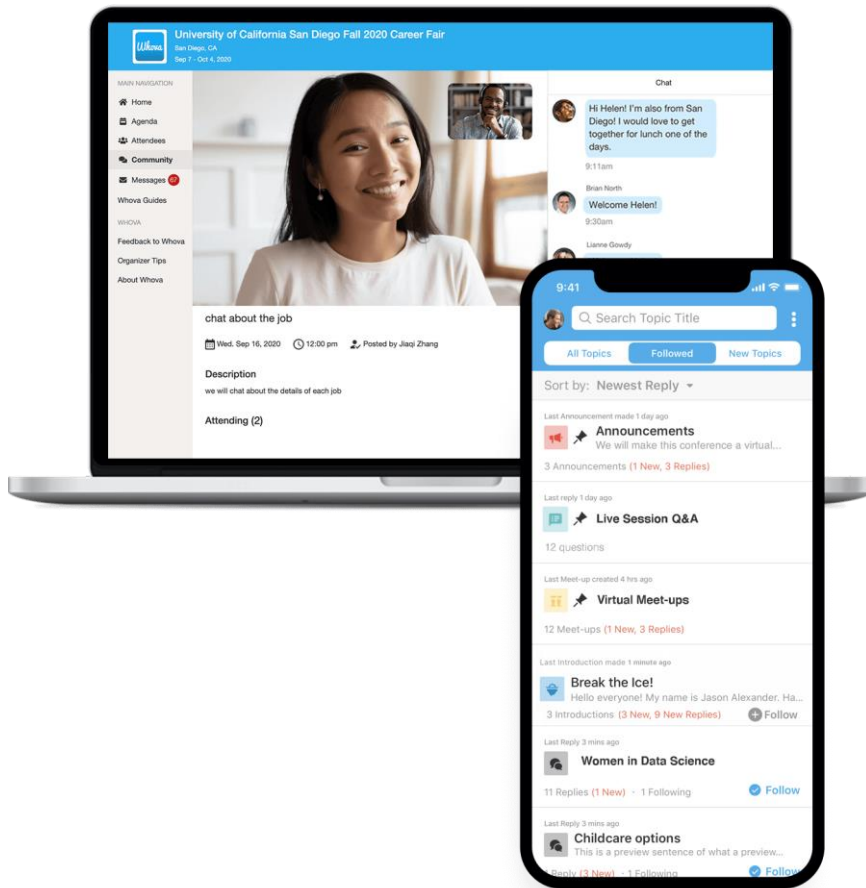 Whova
University of California San Diego Fall 2020 Career Fair
San Diego, CA
Sep 7 - Oct 4, 2020
MAIN NAVIGATION
Home
Agenda
Attendees
Community
Messages 67
Whova Guides
WHOVA
Feedback to Whova
Organizer Tips
About Whova
chat about the job
Wed. Sep 16, 2020 12:00 pm Posted by Jiaqi Zhang
Description
we will chat about the details of each job
Attending (2)
Chat
Hi Helen! I'm also from San
Diego! I would love to get
together for lunch one of the
days.
9:11am
Brian North
Welcome Helen!
9:30am
Lianne Gowdy
9:41
Search Topic Title
All Topics Followed New Topics
Sort by: Newest Reply
Last Announcement made 1 day ago
Announcements
We will make this conference a virtual...
3 Announcements (1 New, 3 Replies)
Last reply 1 day ago
Live Session Q&A
12 questions
Last Meet-up created 4 hrs ago
Virtual Meet-ups
12 Meet-ups (1 New, 3 Replies)
Last Introduction made 1 minute ago
Break the Ice!
Hello everyone! My name is Jason Alexander. Ha...
3 Introductions (3 New, 9 New Replies) Follow
Last Reply 3 mins ago
Women in Data Science
11 Replies (1 New) · 1 Following Follow
Last Reply 3 mins ago
Childcare options
This is a preview sentence of what a preview...
Reply (3 New) · 1 Following Follow